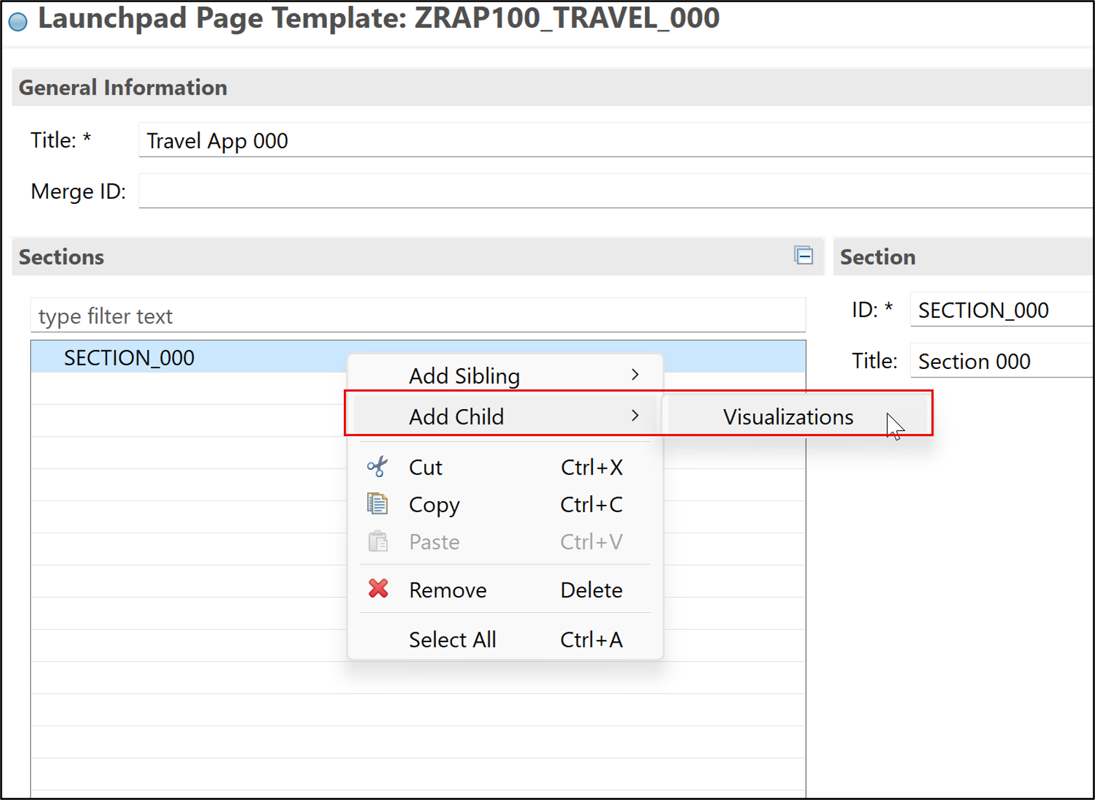 Launchpad Page Template: ZRAP100_TRAVEL_000
General Information
Title: * Travel App 000
Merge ID:
Sections
Section
type filter text
ID: * SECTION_000
SECTION_000
Title: Section 000
Add Sibling
Add Child
Visualizations
Cut Ctrl+X
Copy Ctrl+C
Paste Ctrl+V
Remove Delete
Select All Ctrl+A